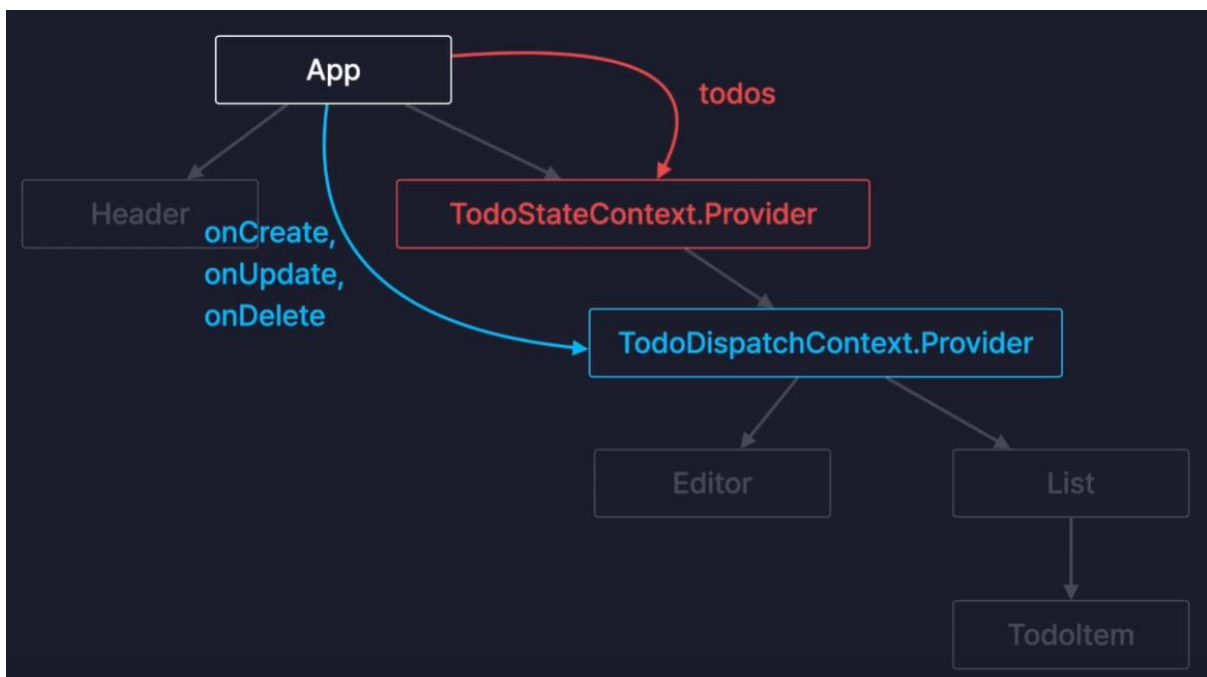 App
todos
Header
TodoStateContext.Provider
onCreate,
onUpdate,
onDelete
TodoDispatchContext.Provider
Editor
List
TodoItem